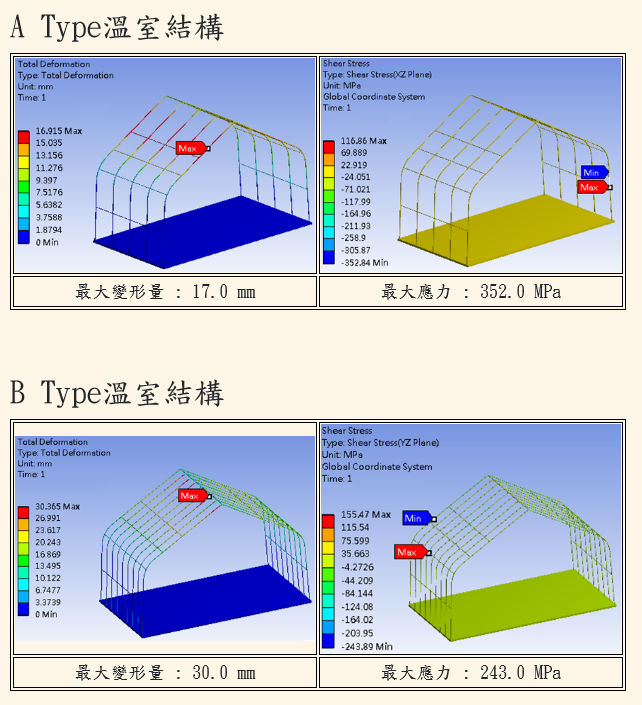 A Type溫室結構
Total Deformation
Type: Total Deformation
Unit: mm
Time: 1
16.915 Max
15.035
13.156
11.276
9.397
7.5176
5.6382
3.7588
1.8794
0 Min
Max
Shear Stress
Type: Shear Stress(XZ Plane)
Unit: MPa
Global Coordinate System
Time: 1
116.86 Max
69.889
22.919
-24.051
-71.021
-117.99
-164.96
-211.93
-258.9
-305.87
-352.84 Min
Min
Max
最大變形量 : 17.0 mm
最大應力 : 352.0 MPa
B Type溫室結構
Total Deformation
Type: Total Deformation
Unit: mm
Time: 1
30.365 Max
26.991
23.617
20.243
16.869
13.495
10.122
6.7477
3.3739
0 Min
Max
Shear Stress
Type: Shear Stress(YZ Plane)
Unit: MPa
Global Coordinate System
Time: 1
155.47 Max
115.54
75.599
35.663
-4.2726
-44.209
-84.144
-124.08
-164.02
-203.95
-243.89 Min
Min
Max
最大變形量 : 30.0 mm
最大應力 : 243.0 MPa